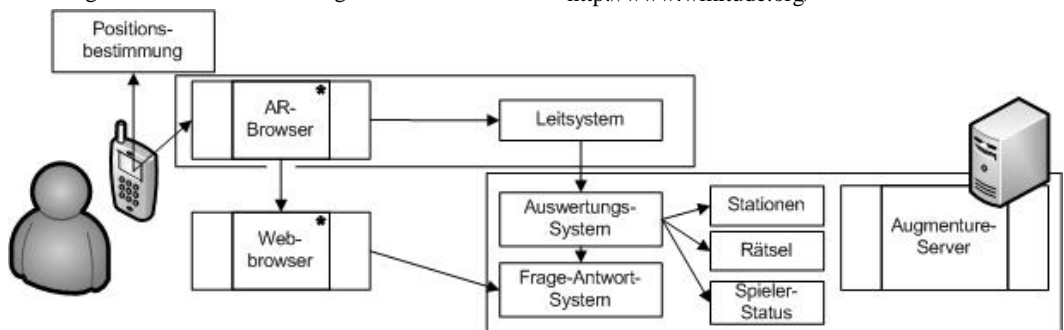 Positions-
bestimmung
*
AR-
Browser
Leitsystem
Auswertungs-
System
Stationen
Augmenture-
Server
*
Web-
browser
Rätsel
Frage-Antwort-
System
Spieler-
Status